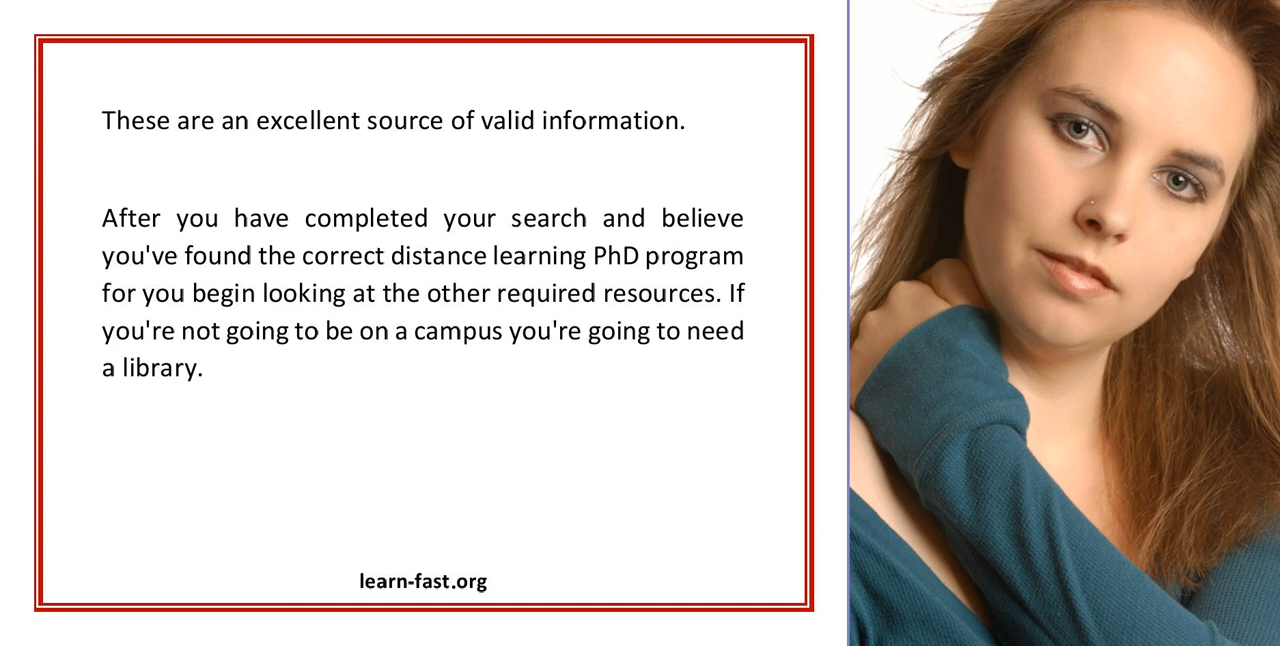 These are an excellent source of valid information.
After you have completed your search and believe
you've found the correct distance learning PhD program
for you begin looking at the other required resources. If
you're not going to be on a campus you're going to need
a library.
learn-fast.org